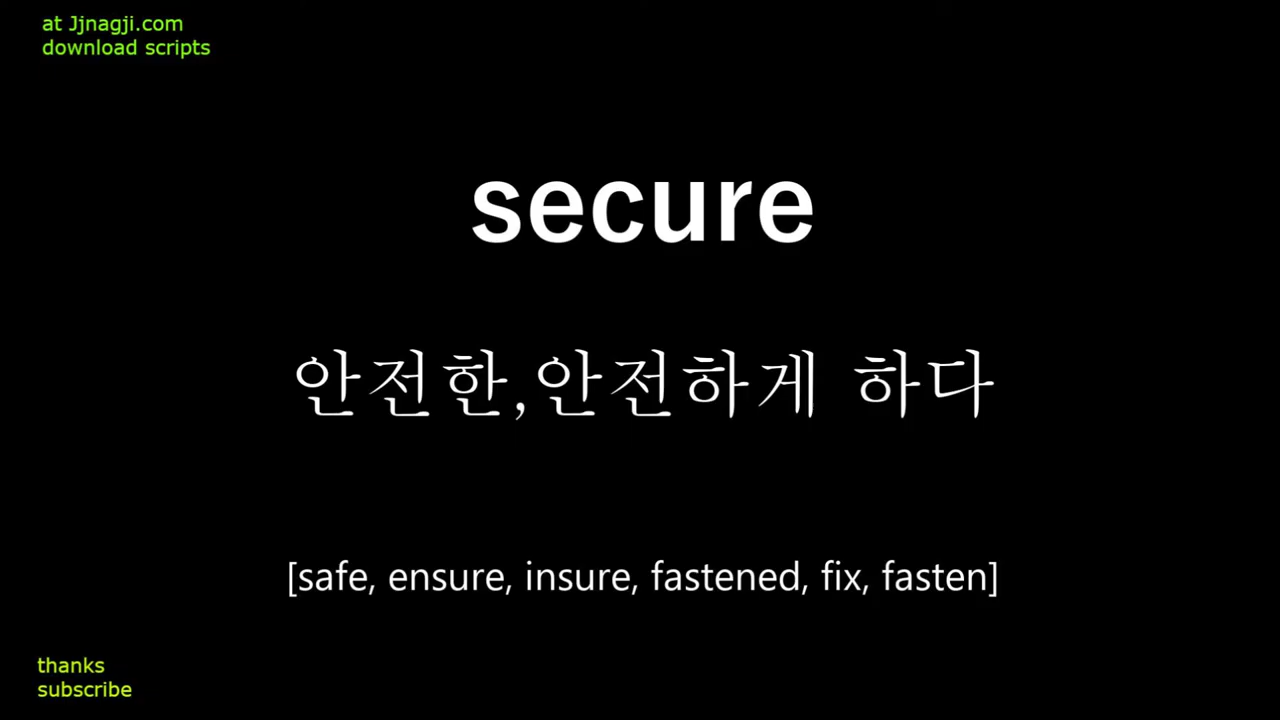 at Jjnagji.com
download scripts
secure
안전한,안전하게 하다
[safe, ensure, insure, fastened, fix, fasten]
thanks
subscribe